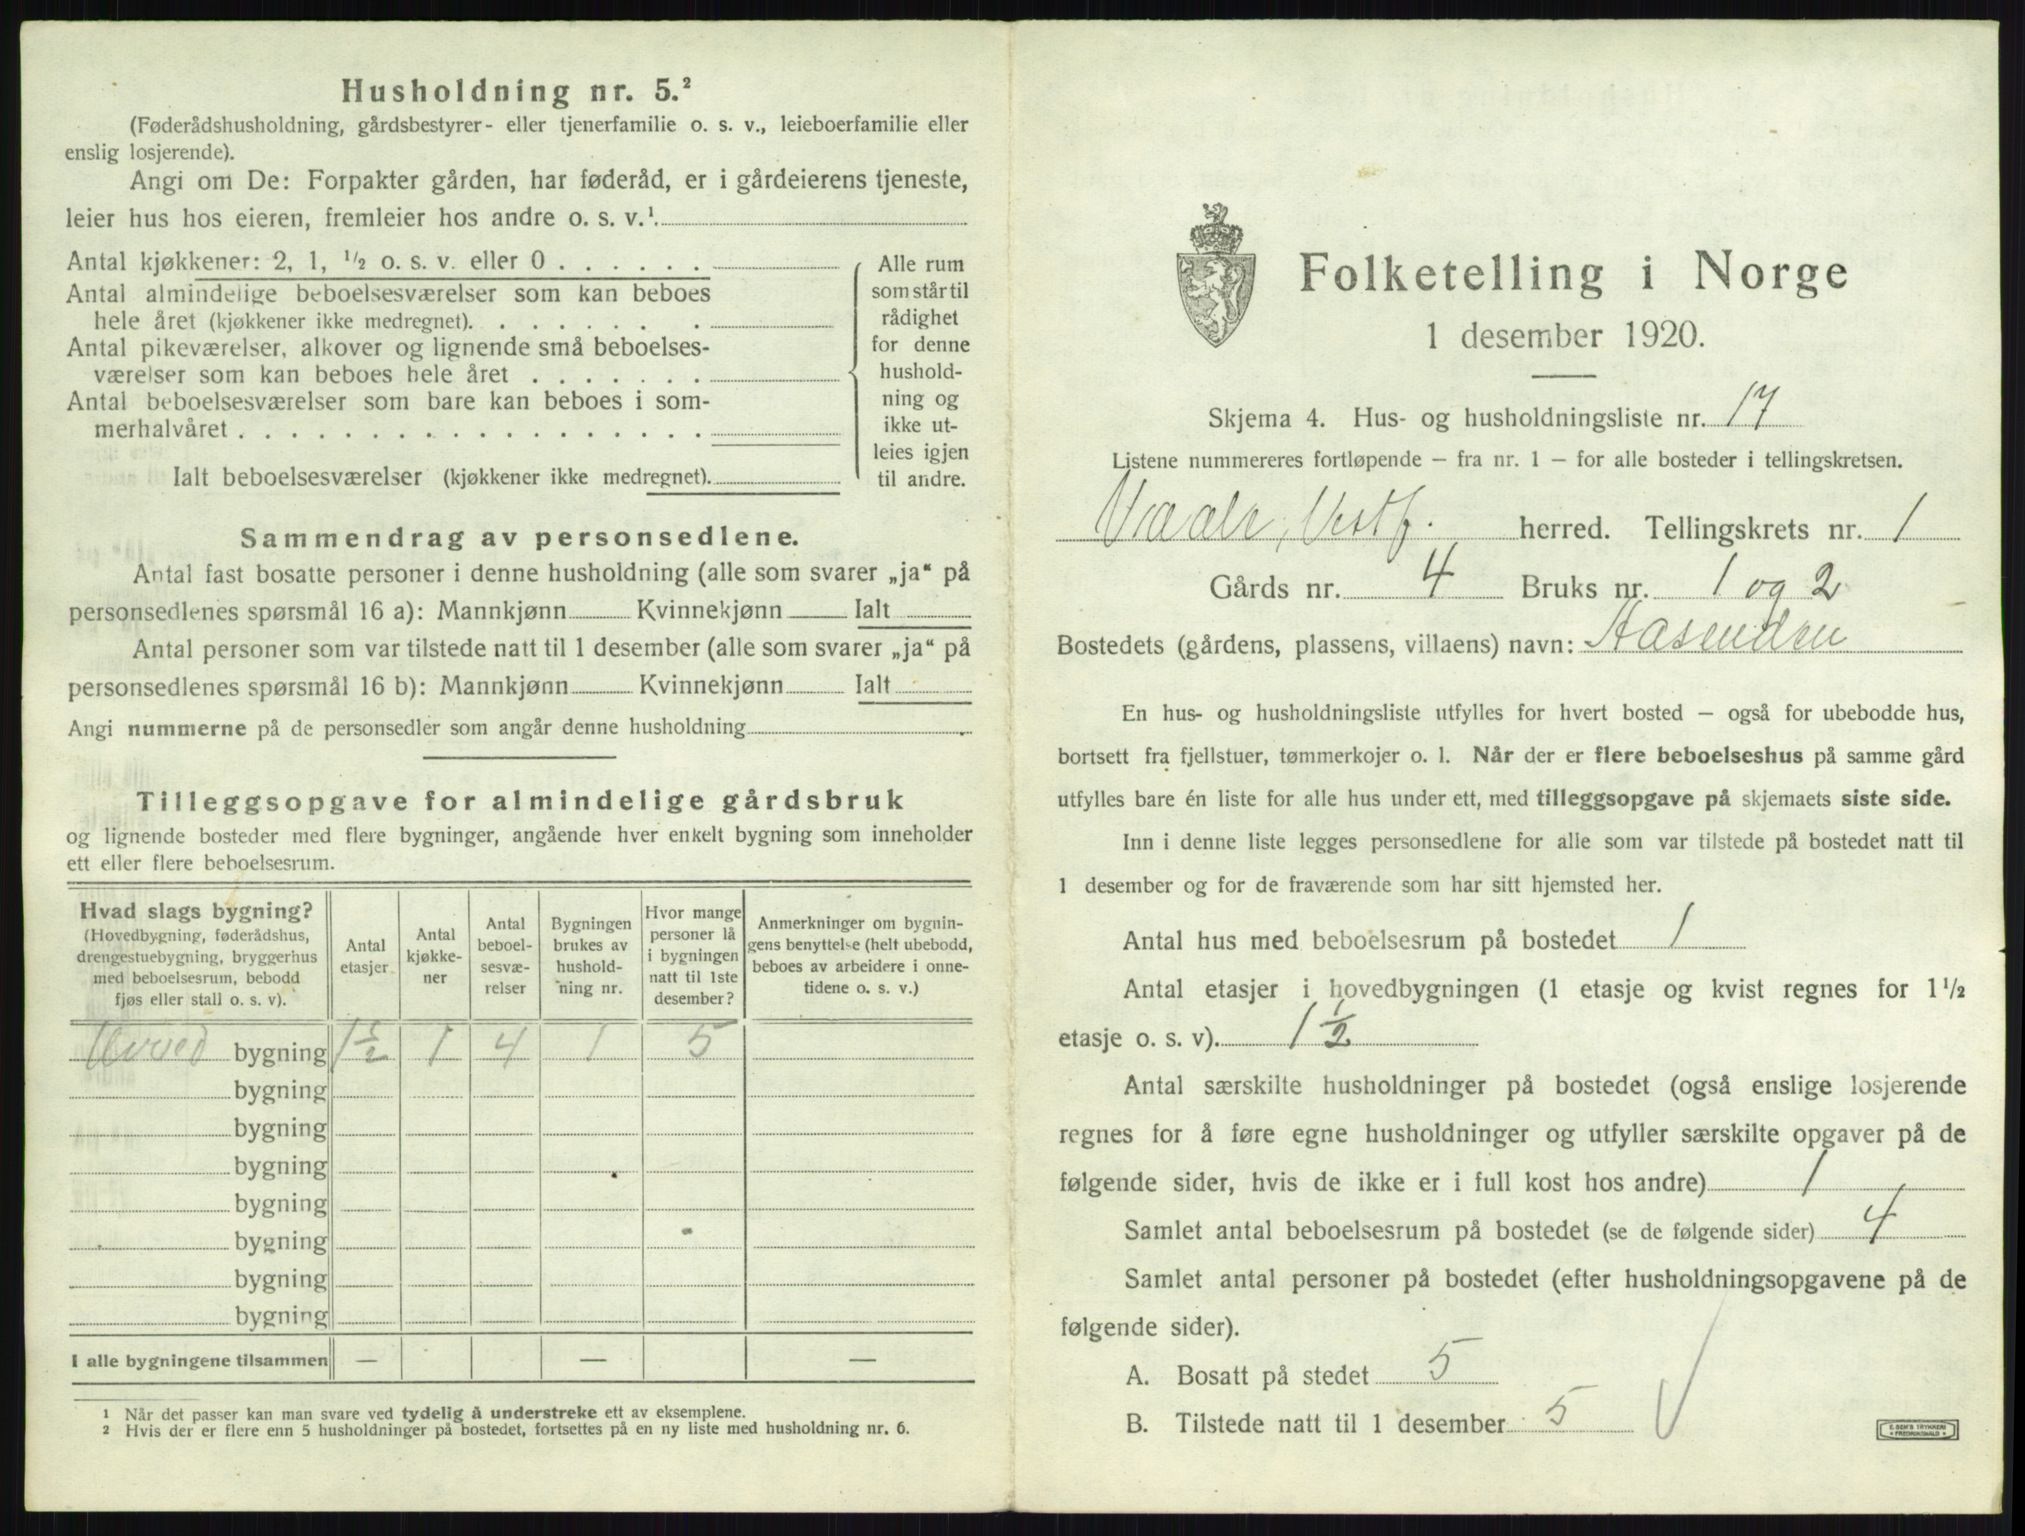 Husholdning nr. 5.²
(Føderådshusholdning, gårdsbestyrer- eller tjenerfamilie o. s. v., leieboerfamilie eller
enslig losjerende).
Angi om De: Forpakter gården, har føderåd, er i gårdeierens tjeneste,
leier hus hos eieren, fremleier hos andre o. s. v.¹
Antal kjøkkener: 2, 1, ½ o. s. v. eller 0 . . . . . .
Antal almindelige beboelsesværelser som kan beboes
hele året (kjøkkener ikke medregnet). . . . . . . .
Antal pikeværelser, alkover og lignende små beboelses-
værelser som kan beboes hele året . . . . . . .
Antal beboelsesværelser som bare kan beboes i som-
merhalvåret . . . . . . . . . . . . . . . . . .
Ialt beboelsesværelser (kjøkkener ikke medregnet).
Alle rum
som står til
rådighet
for denne
hushold-
ning og
ikke ut-
leies igjen
til andre.
Sammendrag av personsedlene.
Antal fast bosatte personer i denne husholdning (alle som svarer „ja“ på
personsedlenes spørsmål 16 a): Mannkjønn Kvinnekjønn Ialt
Antal personer som var tilstede natt til 1 desember (alle som svarer „ja“ på
personsedlenes spørsmål 16 b): Mannkjønn Kvinnekjønn Ialt
Angi nummerne på de personsedler som angår denne husholdning
Tilleggsopgave for almindelige gårdsbruk
og lignende bosteder med flere bygninger, angående hver enkelt bygning som inneholder
ett eller flere beboelsesrum.
Hvad slags bygning?
(Hovedbygning, føderådshus,
drengestuebygning, bryggerhus
med beboelsesrum, bebodd
fjøs eller stall o. s. v).
Antal
etasjer
Antal
kjøkke-
ner
Antal
beboel-
sesvæ-
relser
Bygningen
brukes av
hushold-
ning nr.
Hvor mange
personer lå
i bygningen
natt til 1ste
desember?
Anmerkninger om bygnin-
gens benyttelse (helt ubebodd,
beboes av arbeidere i onne-
tidene o. s. v.)
Hoved bygning 1½ 1 4 1 5
bygning
bygning
bygning
bygning
bygning
bygning
bygning
I alle bygningene tilsammen — — —
¹ Når det passer kan man svare ved tydelig å understreke ett av eksemplene.
² Hvis der er flere enn 5 husholdninger på bostedet, fortsettes på en ny liste med husholdning nr. 6.
Folketelling i Norge
1 desember 1920.
Skjema 4. Hus- og husholdningsliste nr. 17
Listene nummereres fortløpende — fra nr. 1 — for alle bosteder i tellingskretsen.
Vaale, Vestf. herred. Tellingskrets nr. 1
Gårds nr. 4 Bruks nr. 1 og 2
Bostedets (gårdens, plassens, villaens) navn: Aasenden
En hus- og husholdningsliste utfylles for hvert bosted — også for ubebodde hus,
bortsett fra fjellstuer, tømmerkojer o. l. Når der er flere beboelseshus på samme gård
utfylles bare én liste for alle hus under ett, med tilleggsopgave på skjemaets siste side.
Inn i denne liste legges personsedlene for alle som var tilstede på bostedet natt til
1 desember og for de fraværende som har sitt hjemsted her.
Antal hus med beboelsesrum på bostedet 1
Antal etasjer i hovedbygningen (1 etasje og kvist regnes for 1½
etasje o. s. v). 1½
Antal særskilte husholdninger på bostedet (også enslige losjerende
regnes for å føre egne husholdninger og utfyller særskilte opgaver på de
følgende sider, hvis de ikke er i full kost hos andre) 1
Samlet antal beboelsesrum på bostedet (se de følgende sider) 4
Samlet antal personer på bostedet (efter husholdningsopgavene på de
følgende sider).
A. Bosatt på stedet 5
B. Tilstede natt til 1 desember 5